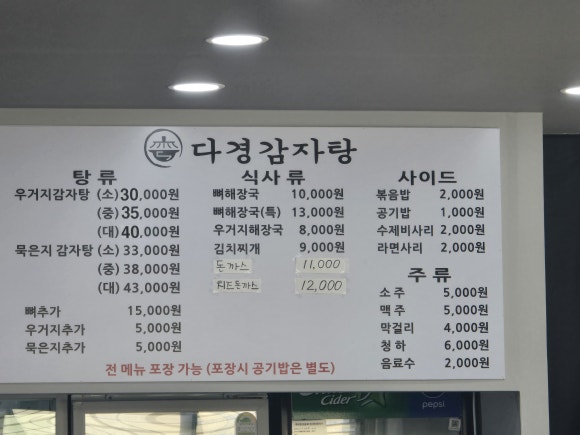 다경감자탕
탕류
우거지감자탕 (소) 30,000원
(중) 35,000원
(대) 40,000원
묵은지 감자탕 (소) 33,000원
(중) 38,000원
(대) 43,000원
뼈추가 15,000원
우거지추가 5,000원
묵은지추가 5,000원
식사류
뼈해장국 10,000원
뼈해장국(특) 13,000원
우거지해장국 8,000원
김치찌개 9,000원
돈까스 11,000
치즈돈까스 12,000
사이드
볶음밥 2,000원
공기밥 1,000원
수제비사리 2,000원
라면사리 2,000원
주류
소주 5,000원
맥주 5,000원
막걸리 4,000원
청하 6,000원
음료수 2,000원
전 메뉴 포장 가능 (포장시 공기밥은 별도)
Cider
pepsi